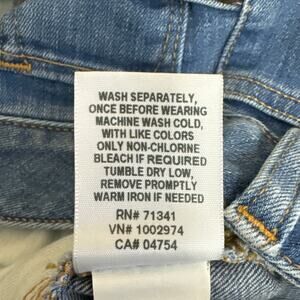 WASH SEPARATELY,
ONCE BEFORE WEARING
MACHINE WASH COLD,
WITH LIKE COLORS
ONLY NON-CHLORINE
BLEACH IF REQUIRED
TUMBLE DRY LOW,
REMOVE PROMPTLY
WARM IRON IF NEEDED
RN# 71341
VN# 1002974
CA# 04754